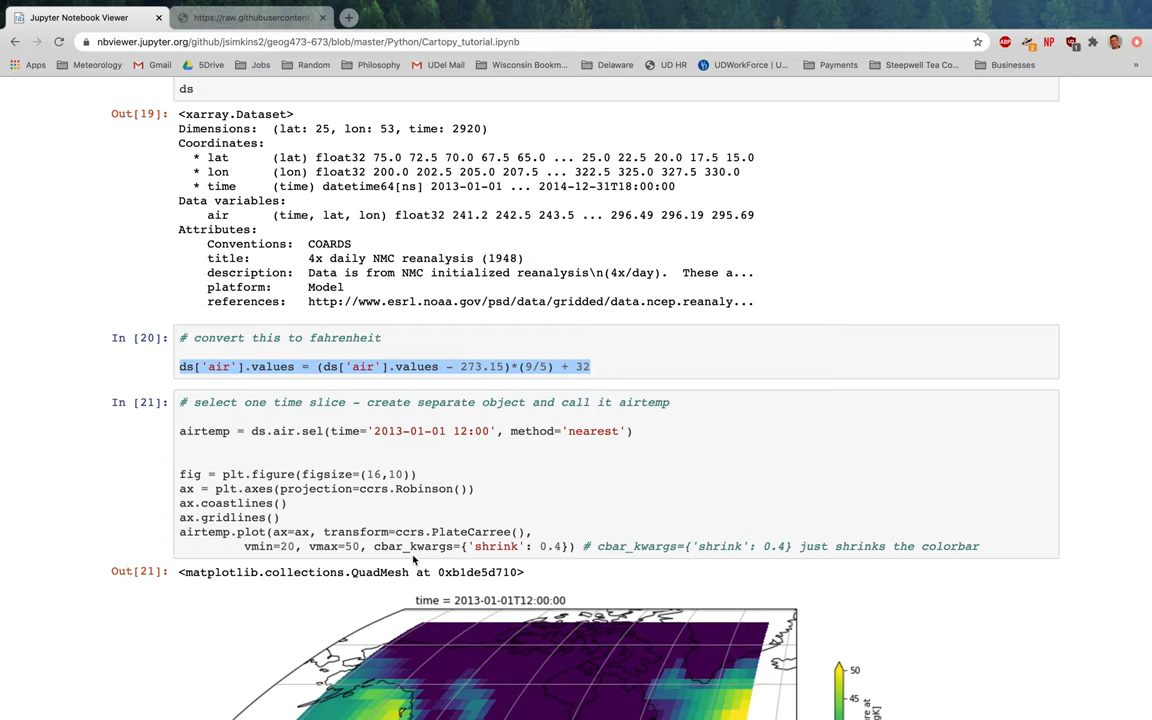 Jupyter Notebook Viewer
https://raw.githubusercontent
nbviewer.jupyter.org/github/jsimkins2/geog473-673/blob/master/Python/Cartopy_tutorial.ipynb
ABP
2
NP
1
Apps
Meteorology
Gmail
5Drive
Jobs
Random
Philosophy
UDel Mail
Wisconsin Bookm...
Delaware
UD HR
UDWorkForce | U...
Payments
Steepwell Tea Co...
Businesses
»
ds
Out[19]: <xarray.Dataset>
Dimensions: (lat: 25, lon: 53, time: 2920)
Coordinates:
* lat (lat) float32 75.0 72.5 70.0 67.5 65.0 ... 25.0 22.5 20.0 17.5 15.0
* lon (lon) float32 200.0 202.5 205.0 207.5 ... 322.5 325.0 327.5 330.0
* time (time) datetime64[ns] 2013-01-01 ... 2014-12-31T18:00:00
Data variables:
air (time, lat, lon) float32 241.2 242.5 243.5 ... 296.49 296.19 295.69
Attributes:
Conventions: COARDS
title: 4x daily NMC reanalysis (1948)
description: Data is from NMC initialized reanalysis\n(4x/day). These a...
platform: Model
references: http://www.esrl.noaa.gov/psd/data/gridded/data.ncep.reanaly...
In [20]: # convert this to fahrenheit
ds['air'].values = (ds['air'].values - 273.15)*(9/5) + 32
In [21]: # select one time slice - create separate object and call it airtemp
airtemp = ds.air.sel(time='2013-01-01 12:00', method='nearest')
fig = plt.figure(figsize=(16,10))
ax = plt.axes(projection=ccrs.Robinson())
ax.coastlines()
ax.gridlines()
airtemp.plot(ax=ax, transform=ccrs.PlateCarree(),
vmin=20, vmax=50, cbar_kwargs={'shrink': 0.4}) # cbar_kwargs={'shrink': 0.4} just shrinks the colorbar
Out[21]: <matplotlib.collections.QuadMesh at 0xb1de5d710>
time = 2013-01-01T12:00:00
50
45